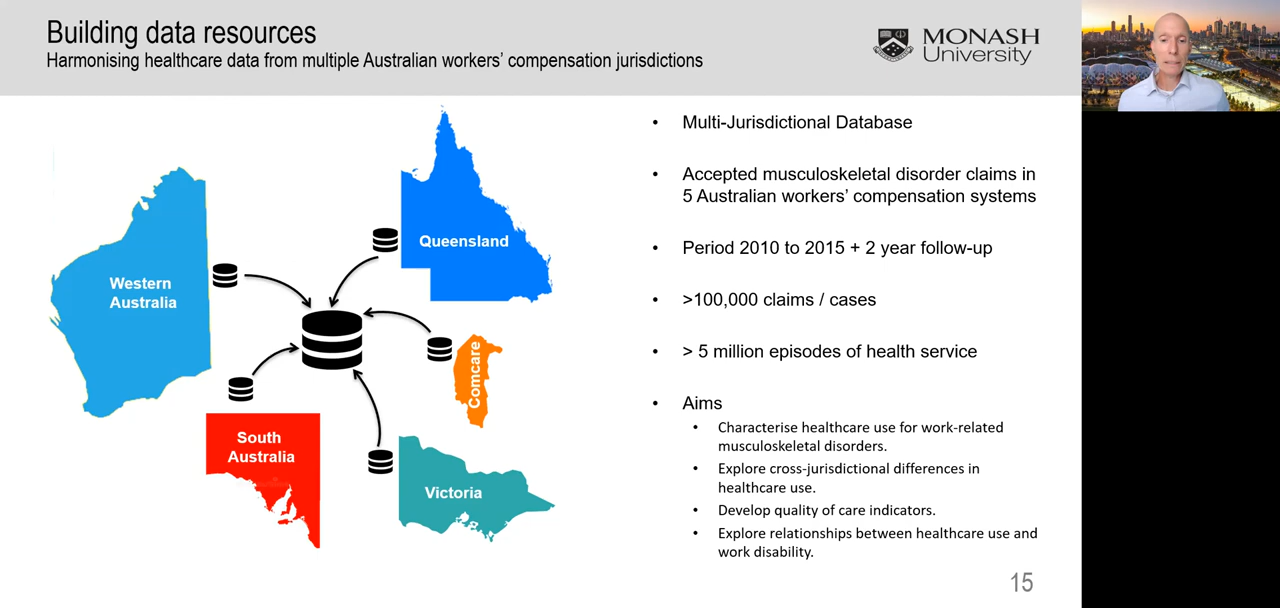 Building data resources
Harmonising healthcare data from multiple Australian workers' compensation jurisdictions
MONASH
University
Western
Australia
Queensland
Comcare
South
Australia
Victoria
• Multi-Jurisdictional Database
• Accepted musculoskeletal disorder claims in
5 Australian workers' compensation systems
• Period 2010 to 2015 + 2 year follow-up
• >100,000 claims / cases
• > 5 million episodes of health service
• Aims
• Characterise healthcare use for work-related
musculoskeletal disorders.
• Explore cross-jurisdictional differences in
healthcare use.
• Develop quality of care indicators.
• Explore relationships between healthcare use and
work disability.
15